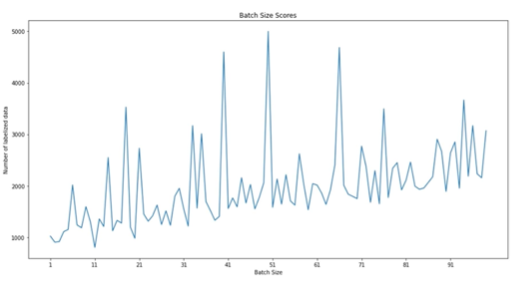 Batch Size Scores
Number of labelized data
5000
4000
3000
2000
1000
1 11 21 31 41 51 61 71 81 91
Batch Size